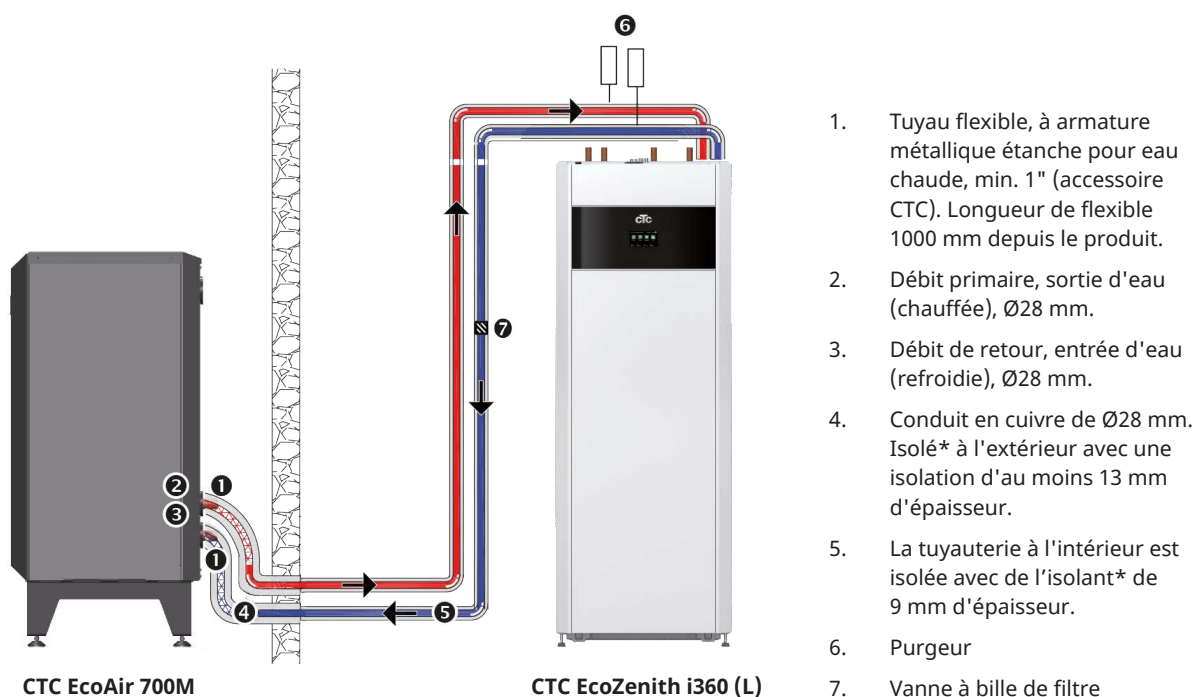 6
1. Tuyau flexible, à armature
métallique étanche pour eau
chaude, min. 1" (accessoire
CTC). Longueur de flexible
1000 mm depuis le produit.
2. Débit primaire, sortie d'eau
(chauffée), Ø28 mm.
3. Débit de retour, entrée d'eau
(refroidie), Ø28 mm.
4. Conduit en cuivre de Ø28 mm.
Isolé* à l'extérieur avec une
isolation d'au moins 13 mm
d'épaisseur.
5. La tuyauterie à l'intérieur est
isolée avec de l’isolant* de
9 mm d'épaisseur.
6. Purgeur
7. Vanne à bille de filtre
cTc
7
2 1
3
1
4 5
CTC EcoAir 700M
CTC EcoZenith i360 (L)